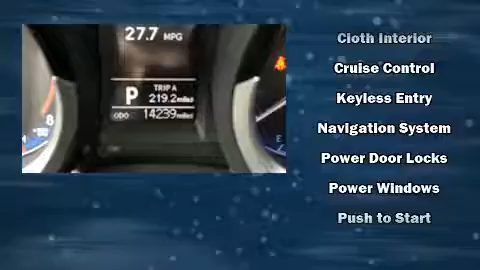 27.7 MPG
TRIP A
P 219.2 miles
ODO 14239 miles
8
E
Cloth Interior
Cruise Control
Keyless Entry
Navigation System
Power Door Locks
Power Windows
Push to Start